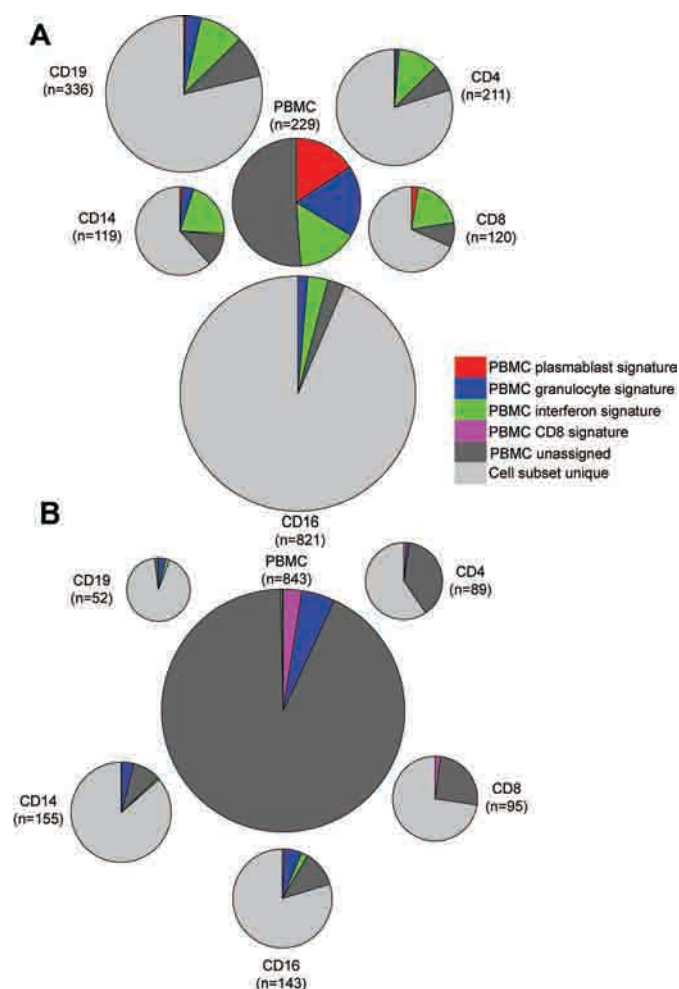 A
CD19
(n=336)
CD4
(n=211)
PBMC
(n=229)
CD14
(n=119)
CD8
(n=120)
PBMC plasmablast signature
PBMC granulocyte signature
PBMC interferon signature
PBMC CD8 signature
PBMC unassigned
Cell subset unique
CD16
(n=821)
B
PBMC
(n=843)
CD19
(n=52)
CD4
(n=89)
CD14
(n=155)
CD8
(n=95)
CD16
(n=143)